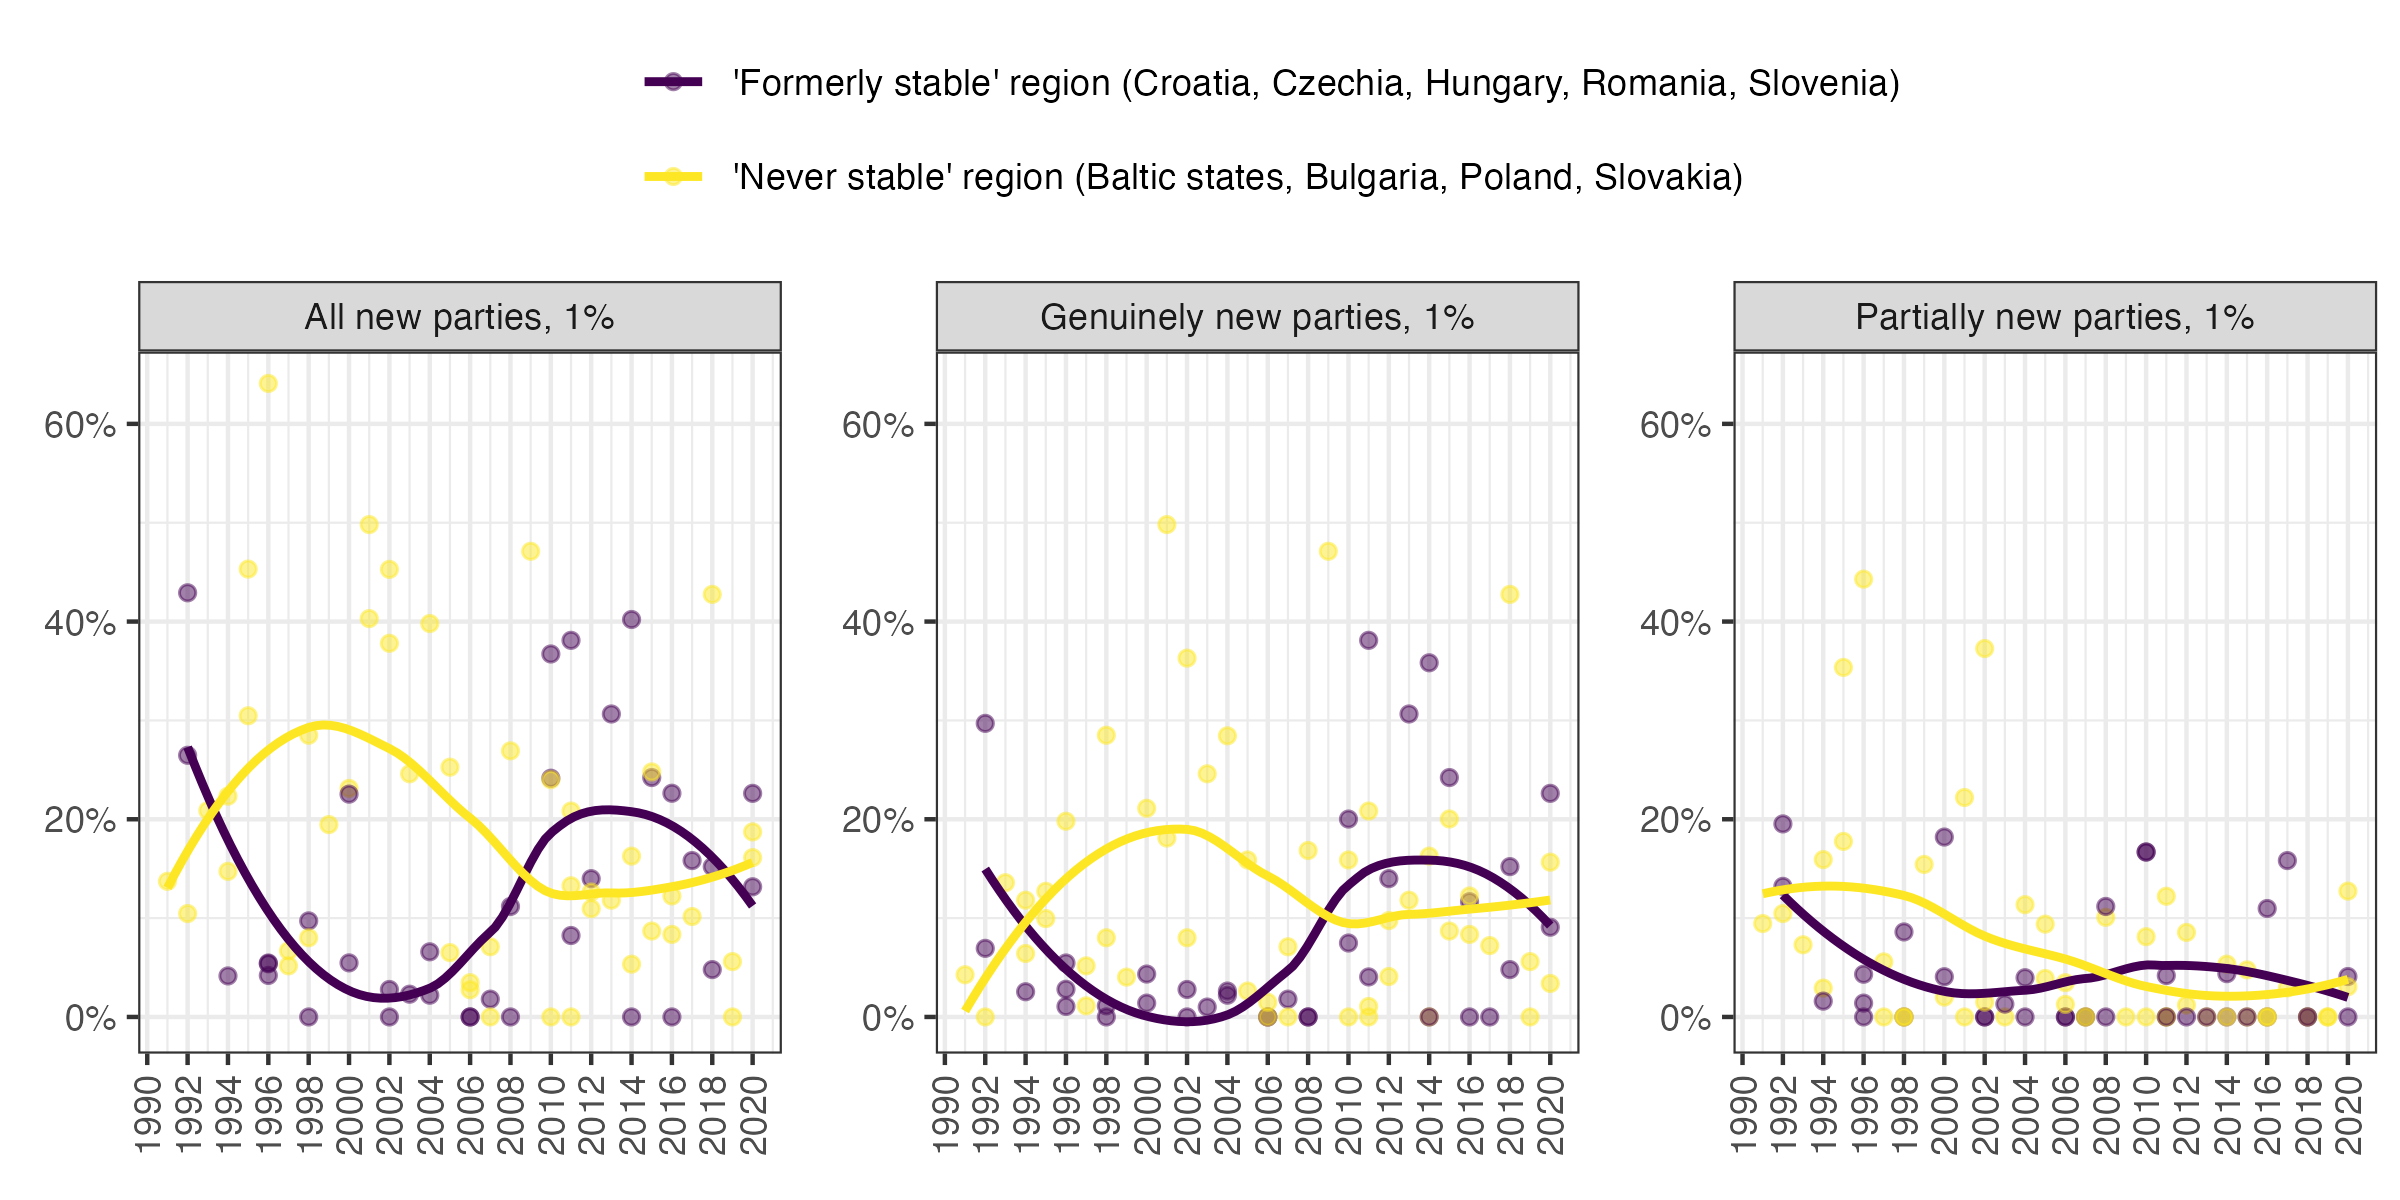 'Formerly stable' region (Croatia, Czechia, Hungary, Romania, Slovenia)
'Never stable' region (Baltic states, Bulgaria, Poland, Slovakia)
All new parties, 1%
60%
40%
20%
0%
1990 1992 1994 1996 1998 2000 2002 2004 2006 2008 2010 2012 2014 2016 2018 2020
Genuinely new parties, 1%
60%
40%
20%
0%
1990 1992 1994 1996 1998 2000 2002 2004 2006 2008 2010 2012 2014 2016 2018 2020
Partially new parties, 1%
60%
40%
20%
0%
1990 1992 1994 1996 1998 2000 2002 2004 2006 2008 2010 2012 2014 2016 2018 2020